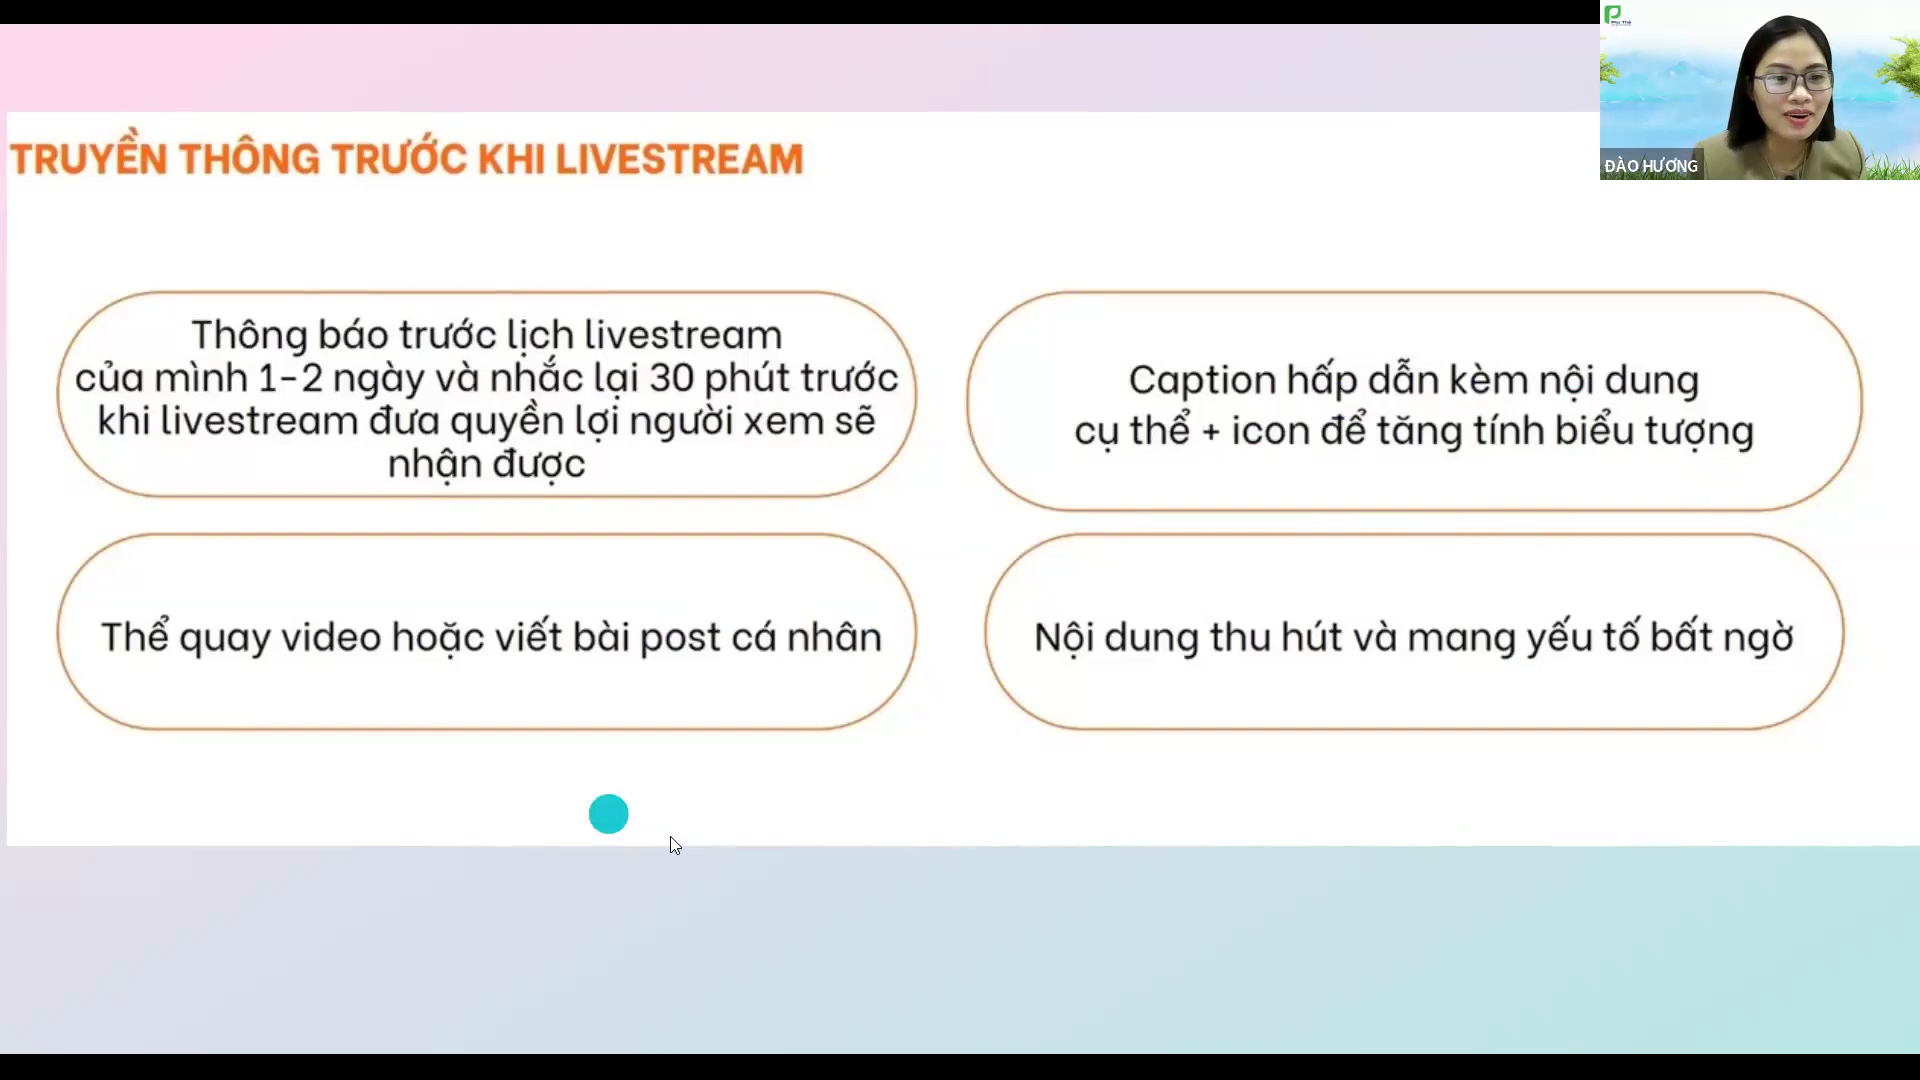 TRUYỀN THÔNG TRƯỚC KHI LIVESTREAM
Thông báo trước lịch livestream
của mình 1-2 ngày và nhắc lại 30 phút trước
khi livestream đưa quyền lợi người xem sẽ
nhận được
Caption hấp dẫn kèm nội dung
cụ thể + icon để tăng tính biểu tượng
Thể quay video hoặc viết bài post cá nhân
Nội dung thu hút và mang yếu tố bất ngờ
ĐÀO HƯƠNG